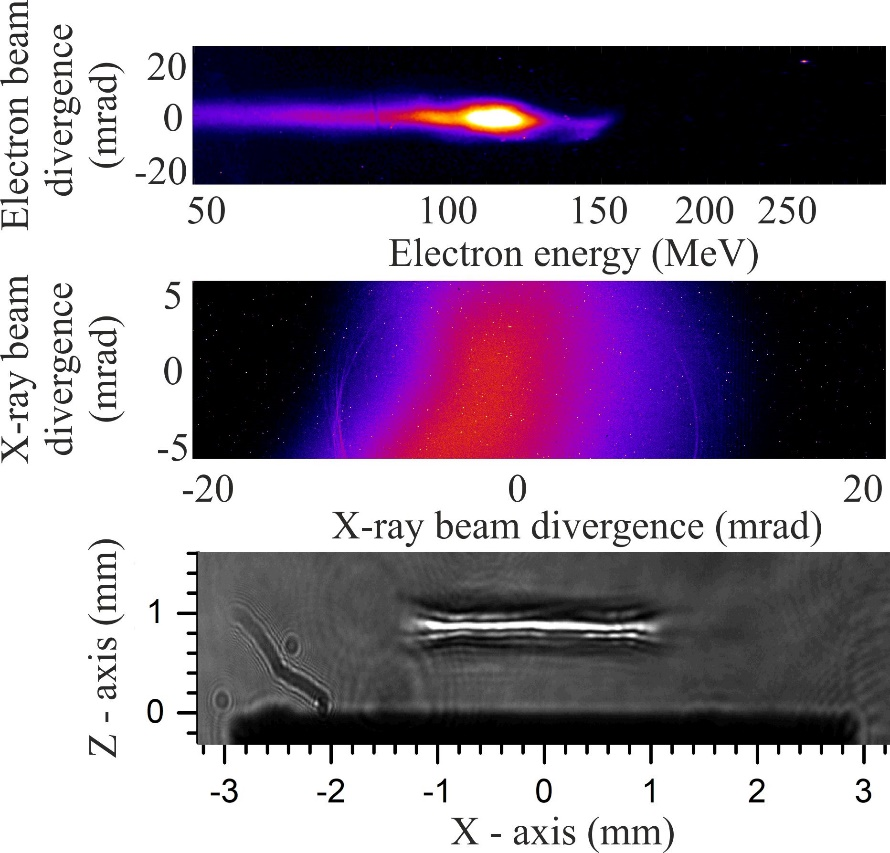 Electron beam
divergence
(mrad)
20
0
-20
50 100 150 200 250
Electron energy (MeV)
X-ray beam
divergence
(mrad)
5
0
-5
-20 0 20
X-ray beam divergence (mrad)
Z - axis (mm)
1
0
-3 -2 -1 0 1 2 3
X - axis (mm)